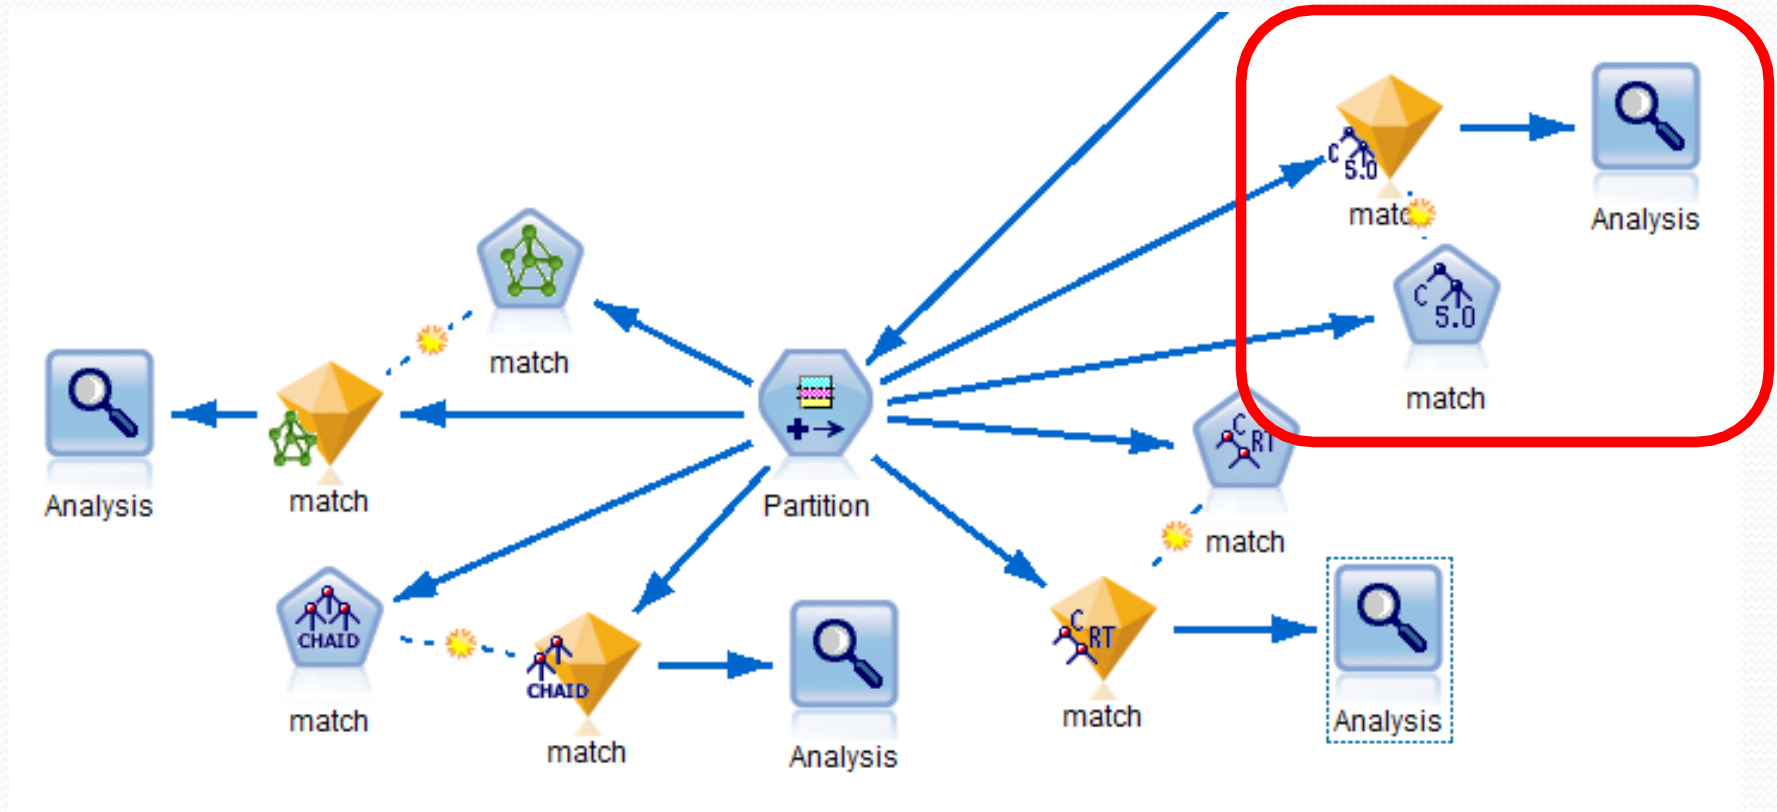 C
5.0
match
Analysis
C
5.0
match
match
C
RT
match
Analysis
match
Partition
CHAID
match
CHAID
match
Analysis
C
RT
match
Analysis